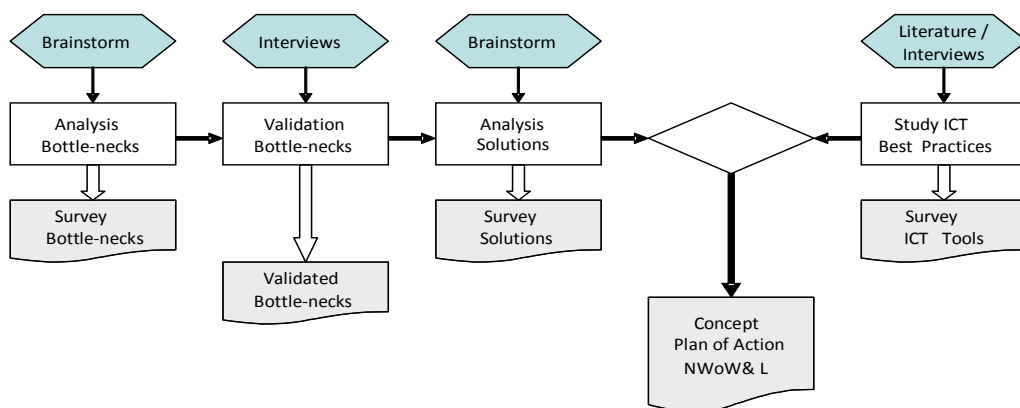 Brainstorm
Interviews
Brainstorm
Literature /
Interviews
Analysis
Bottle-necks
Validation
Bottle-necks
Analysis
Solutions
Study ICT
Best Practices
Survey
Bottle-necks
Validated
Bottle-necks
Survey
Solutions
Survey
ICT Tools
Concept
Plan of Action
NWoW& L